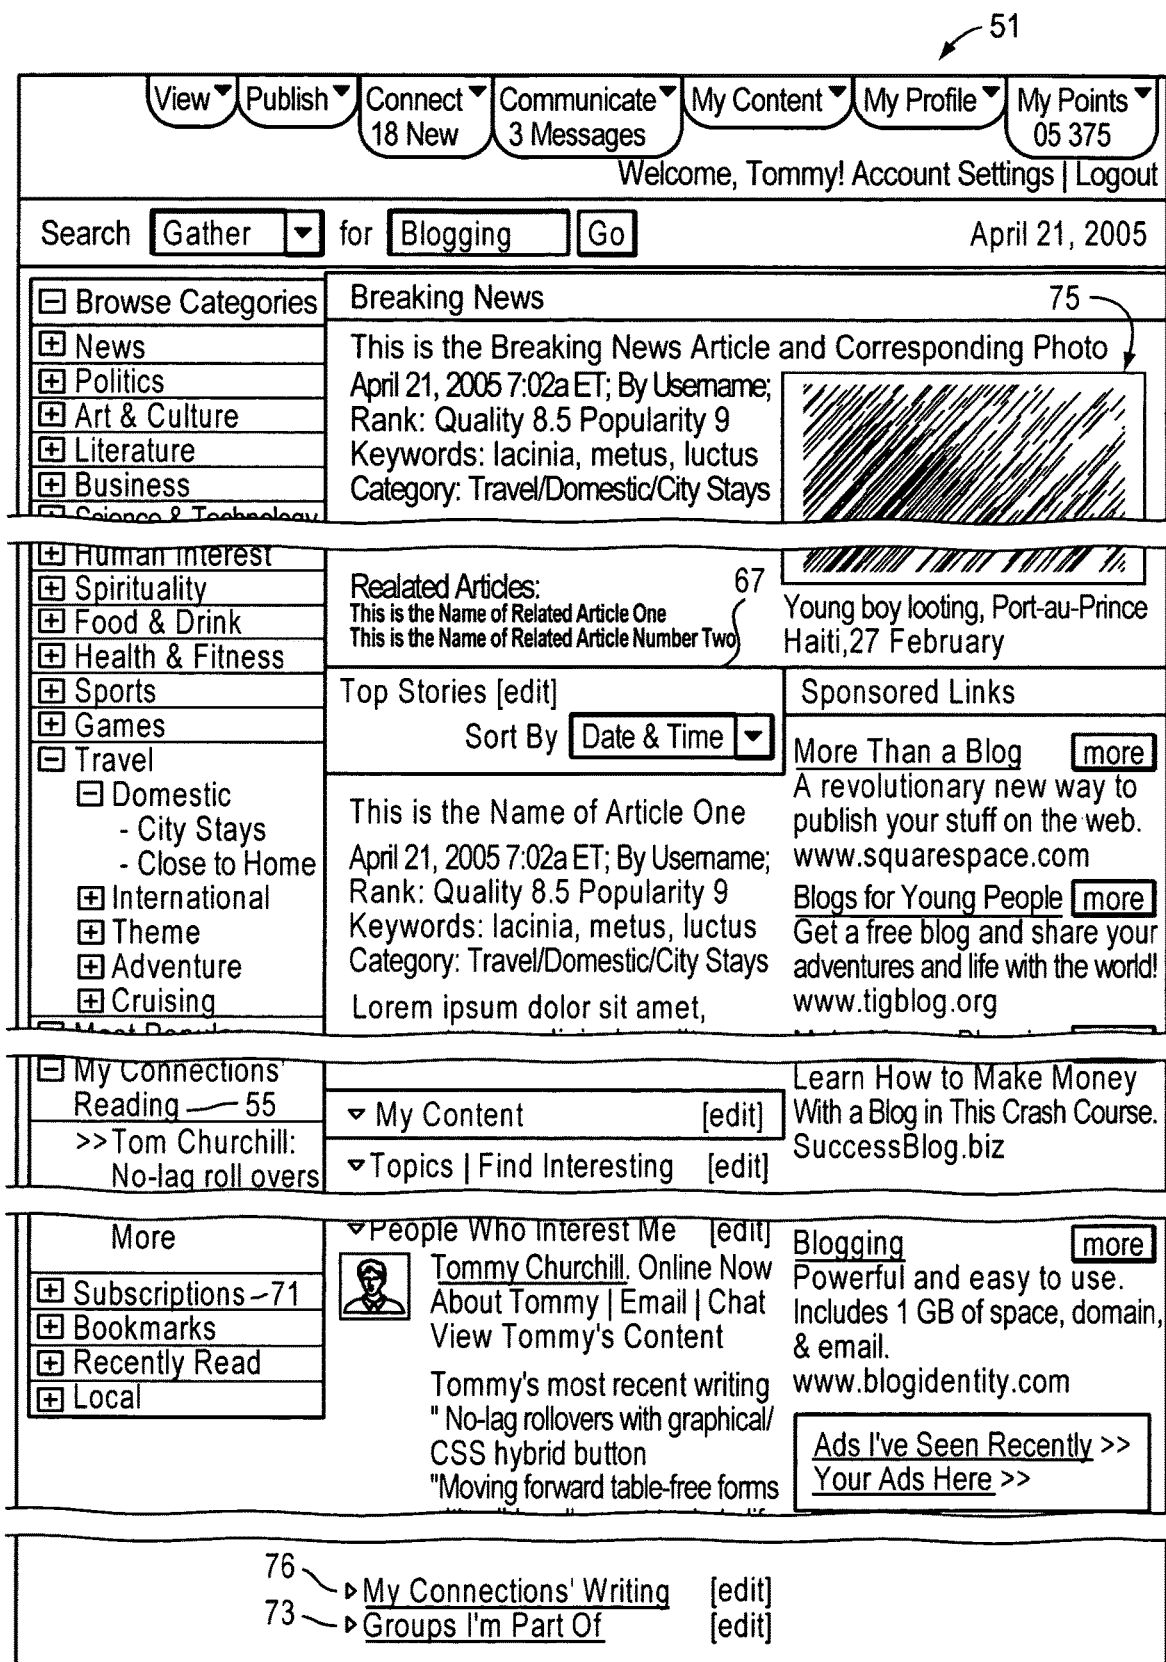 51
View Publish Connect Communicate My Content My Profile My Points
18 New 3 Messages 05 375
Welcome, Tommy! Account Settings | Logout
Search Gather for Blogging Go April 21, 2005
Browse Categories
News
Politics
Art & Culture
Literature
Business
Science & Technology
Human Interest
Spirituality
Food & Drink
Health & Fitness
Sports
Games
Travel
Domestic
- City Stays
- Close to Home
International
Theme
Adventure
Cruising
My Connections'
Reading 55
>>Tom Churchill:
No-lag roll overs
More
Subscriptions 71
Bookmarks
Recently Read
Local
Breaking News 75
This is the Breaking News Article and Corresponding Photo
April 21, 2005 7:02a ET; By Username;
Rank: Quality 8.5 Popularity 9
Keywords: lacinia, metus, luctus
Category: Travel/Domestic/City Stays
Realated Articles: 67
This is the Name of Related Article One
This is the Name of Related Article Number Two
Young boy looting, Port-au-Prince
Haiti,27 February
Top Stories [edit]
Sort By Date & Time
This is the Name of Article One
April 21, 2005 7:02a ET; By Username;
Rank: Quality 8.5 Popularity 9
Keywords: lacinia, metus, luctus
Category: Travel/Domestic/City Stays
Lorem ipsum dolor sit amet,
My Content [edit]
Topics | Find Interesting [edit]
People Who Interest Me [edit]
Tommy Churchill. Online Now
About Tommy | Email | Chat
View Tommy's Content
Tommy's most recent writing
" No-lag rollovers with graphical/
CSS hybrid button
"Moving forward table-free forms
Sponsored Links
More Than a Blog more
A revolutionary new way to
publish your stuff on the web.
www.squarespace.com
Blogs for Young People more
Get a free blog and share your
adventures and life with the world!
www.tigblog.org
Learn How to Make Money
With a Blog in This Crash Course.
SuccessBlog.biz
Blogging more
Powerful and easy to use.
Includes 1 GB of space, domain,
& email.
www.blogidentity.com
Ads I've Seen Recently >>
Your Ads Here >>
76 My Connections' Writing [edit]
73 Groups I'm Part Of [edit]